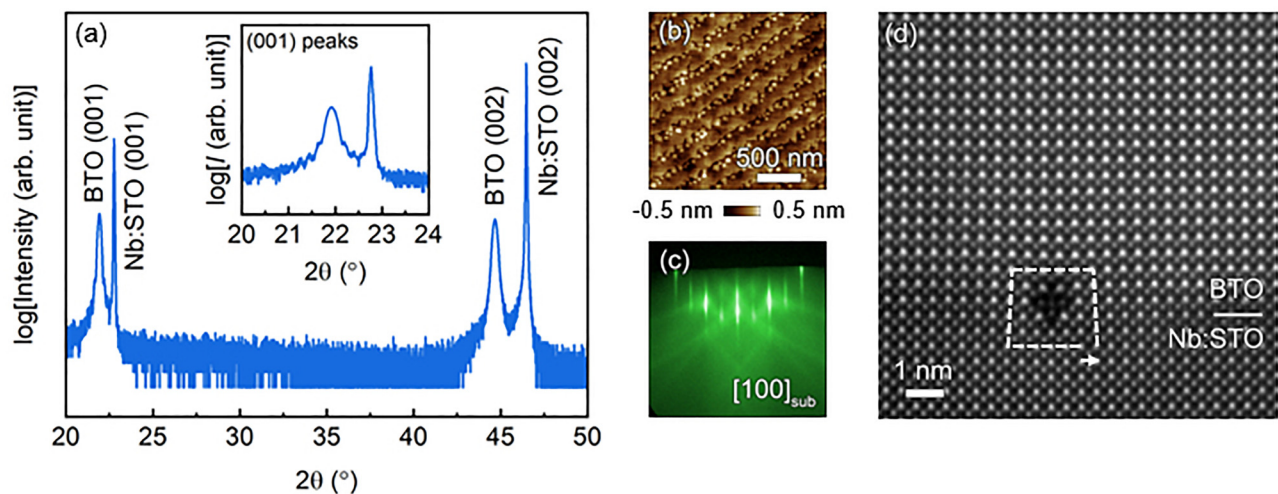 (a)
log[Intensity (arb. unit)]
BTO (001)
Nb:STO (001)
(001) peaks
log[I (arb. unit)]
20 21 22 23 24
2θ (°)
BTO (002)
Nb:STO (002)
20 25 30 35 40 45 50
2θ (°)
(b)
500 nm
-0.5 nm 0.5 nm
(c)
[100]sub
(d)
BTO
Nb:STO
1 nm